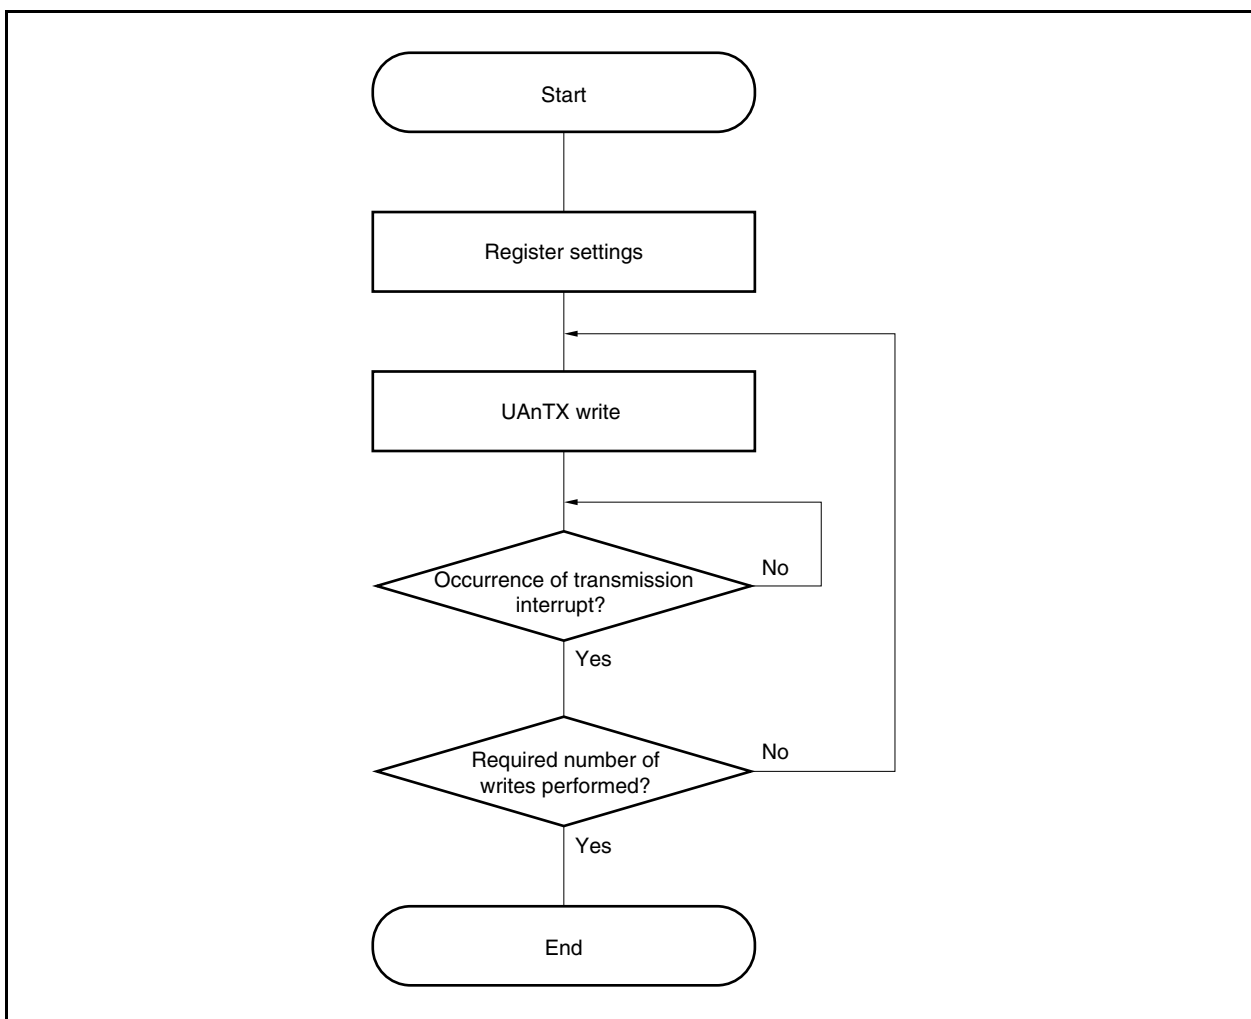 Start
Register settings
UAnTX write
Occurrence of transmission
interrupt?
No
Yes
Required number of
writes performed?
No
Yes
End